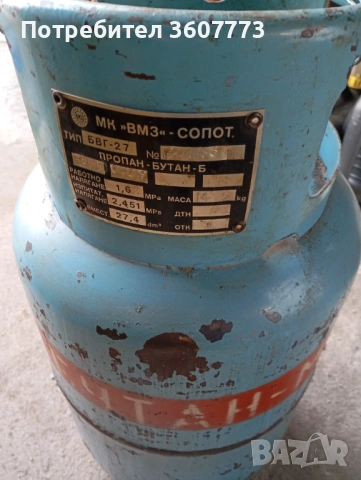 Потребител 3607773
МК »ВМЗ«-СОПОТ
ТИП БВГ-27 №
ПРОПАН-БУТАН-Б
РАБОТНО
НАЛЯГАНЕ 1,6 MPa МАСА kg
ИЗПИТАТ.
НАЛЯГАНЕ 2,451 MPa ДТН
ВМЕСТ 27,4 dm³ ОТК
БУТАН-
BAZAR